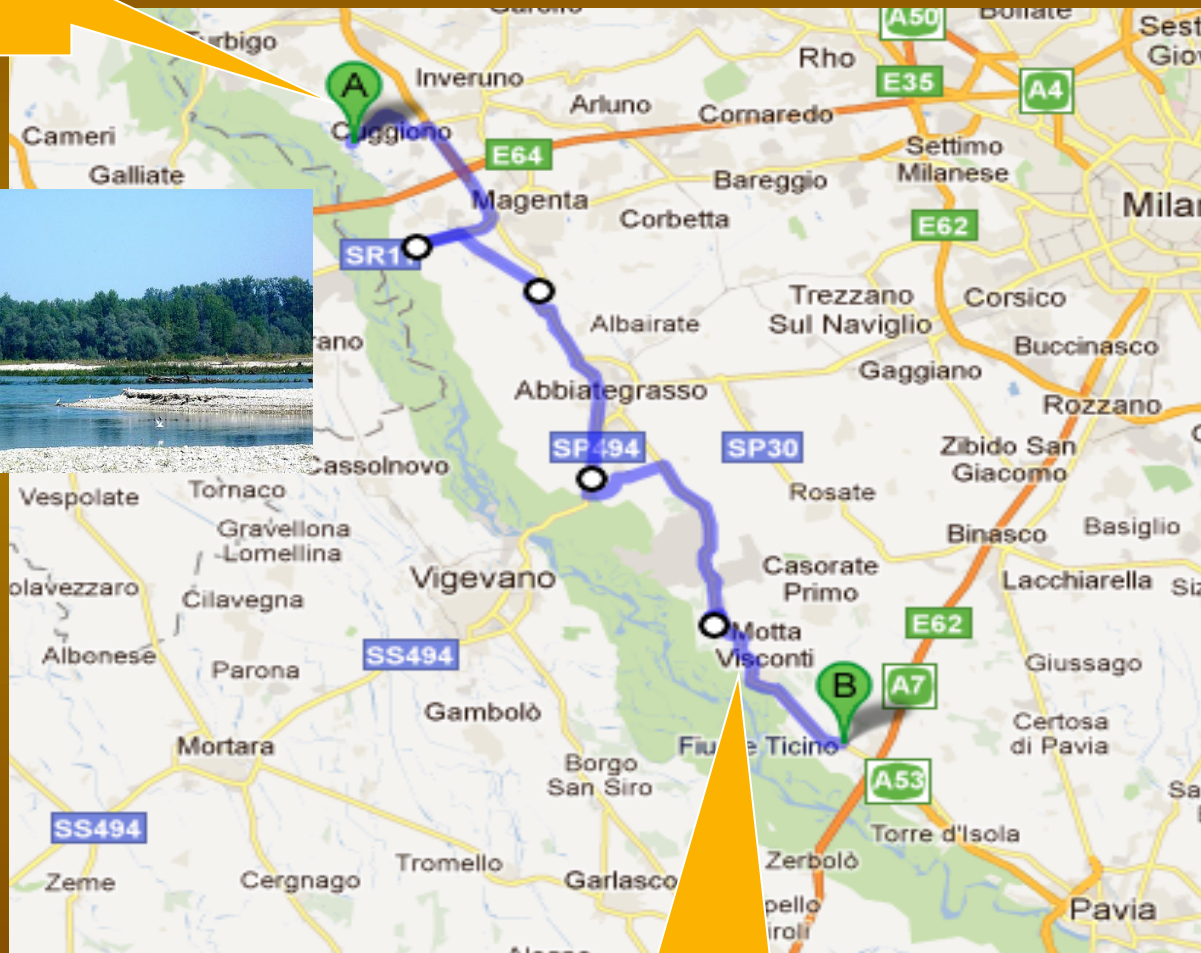 A50
Bollate
Turbigo
Rho
Inveruno
E35
A
A4
Arluno
Cornaredo
Cameri
Cuggiono
Settimo
Milanese
E64
Galliate
Bareggio
Magenta
Corbetta
E62
SR11
Trezzano
Sul Naviglio
Corsico
Albairate
Buccinasco
Gaggiano
Abbiategrasso
Rozzano
SP494
SP30
Zibido San
Giacomo
Cassolnovo
Rosate
Vespolate
Tornaco
Gravellona
Lomellina
Binasco
Basiglio
Vigevano
Casorate
Primo
Lacchiarella
Cilavegna
E62
Motta
Visconti
Albonese
SS494
Giussago
Parona
B
A7
Gambolò
Certosa
di Pavia
Mortara
Ticino
Borgo
San Siro
A53
SS494
Torre d'Isola
Tromello
Zerbolò
Zeme
Cergnago
Garlasco
Pavia